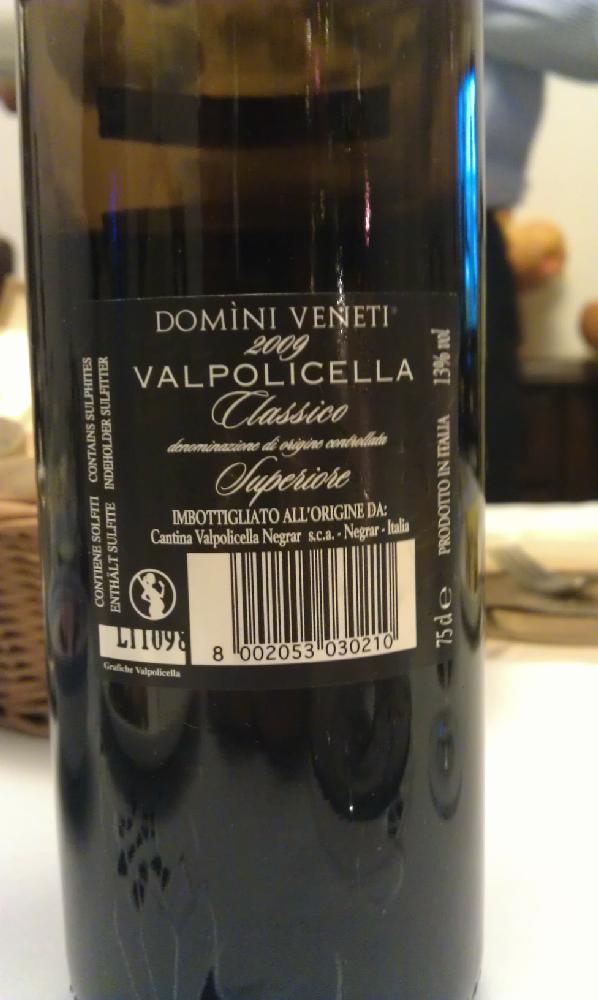 DOMÌNI VENETI®
2009
VALPOLICELLA
Classico
denominazione di origine controllata
Superiore
IMBOTTIGLIATO ALL'ORIGINE DA:
Cantina Valpolicella Negrar s.c.a. - Negrar - Italia
CONTIENE SOLFITI CONTAINS SULPHITES
ENTHÄLT SULFITE INDEHOLDER SULFITTER
75 cl e PRODOTTO IN ITALIA 13% vol
8 002053 030210
Grafiche Valpolicella